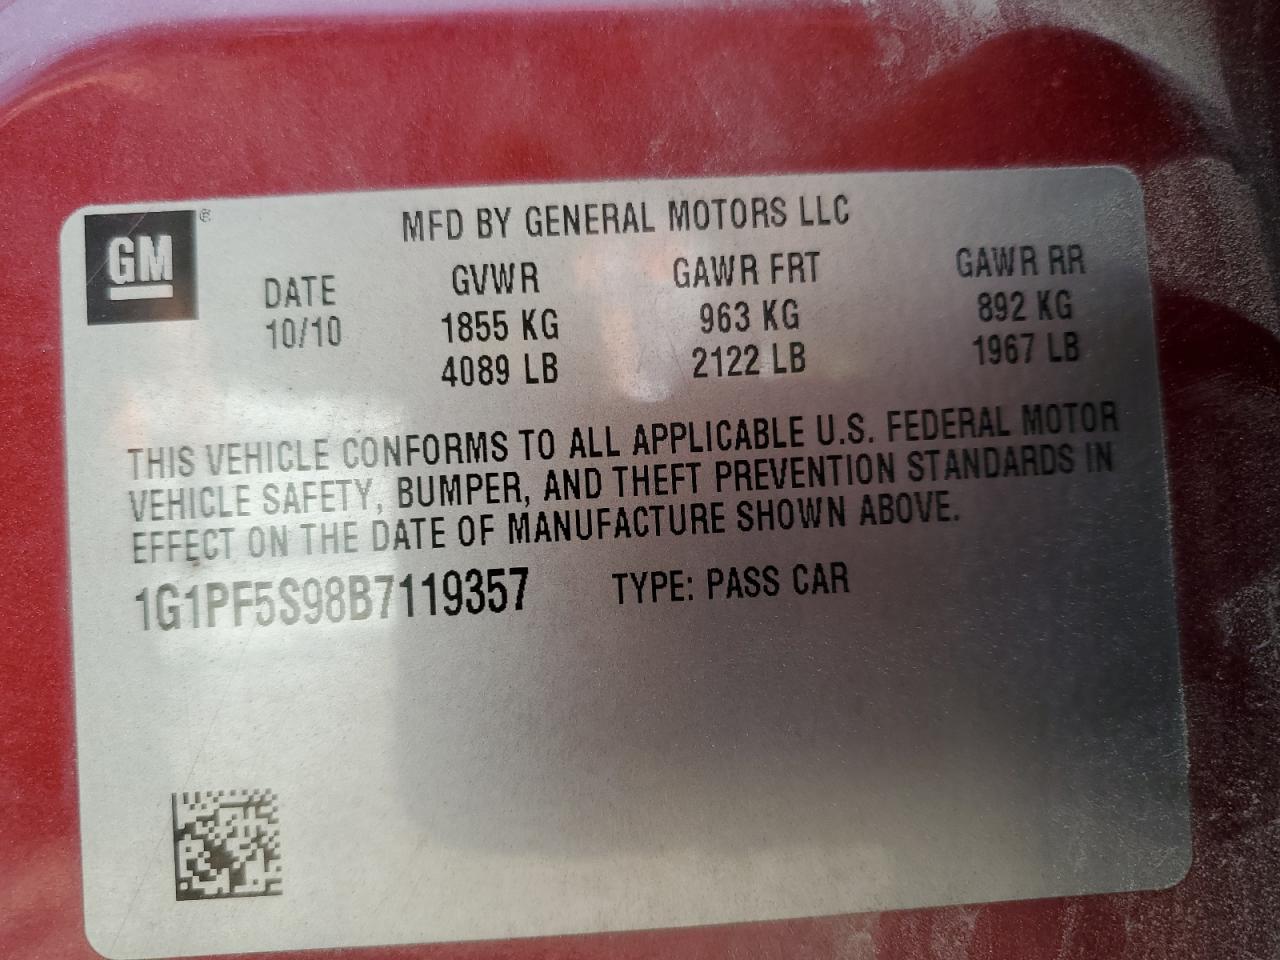 GM ®
MFD BY GENERAL MOTORS LLC
DATE GVWR GAWR FRT GAWR RR
10/10 1855 KG 963 KG 892 KG
4089 LB 2122 LB 1967 LB
THIS VEHICLE CONFORMS TO ALL APPLICABLE U.S. FEDERAL MOTOR
VEHICLE SAFETY, BUMPER, AND THEFT PREVENTION STANDARDS IN
EFFECT ON THE DATE OF MANUFACTURE SHOWN ABOVE.
1G1PF5S98B7119357 TYPE: PASS CAR